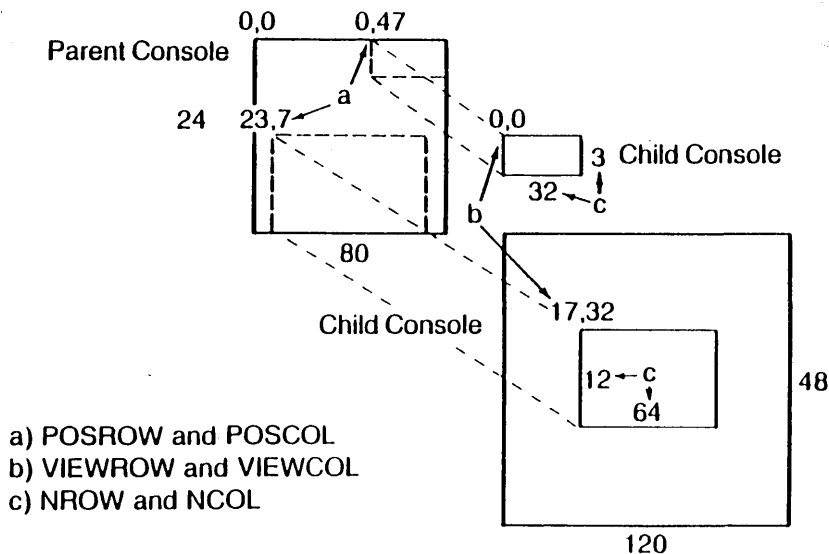 0,0 0,47
Parent Console
a
24 23,7
0,0
3 Child Console
32 c
b
80
17,32
Child Console
12 c
48
64
a) POSROW and POSCOL
b) VIEWROW and VIEWCOL
c) NROW and NCOL
120